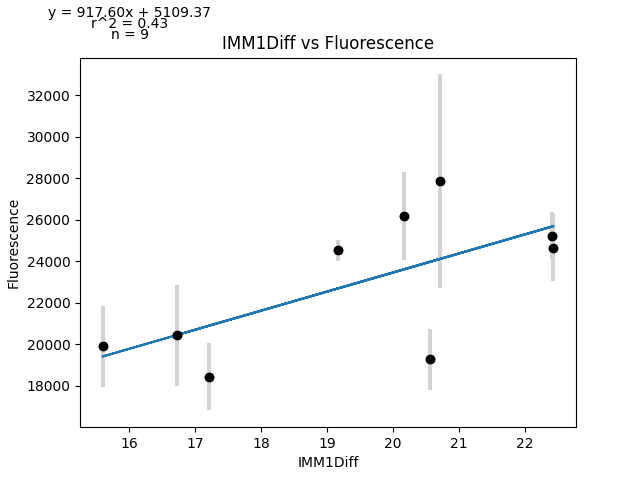 y = 917.60x + 5109.37
r^2 = 0.43
n = 9
IMM1Diff vs Fluorescence
32000
30000
28000
26000
24000
22000
20000
18000
Fluorescence
16 17 18 19 20 21 22
IMM1Diff